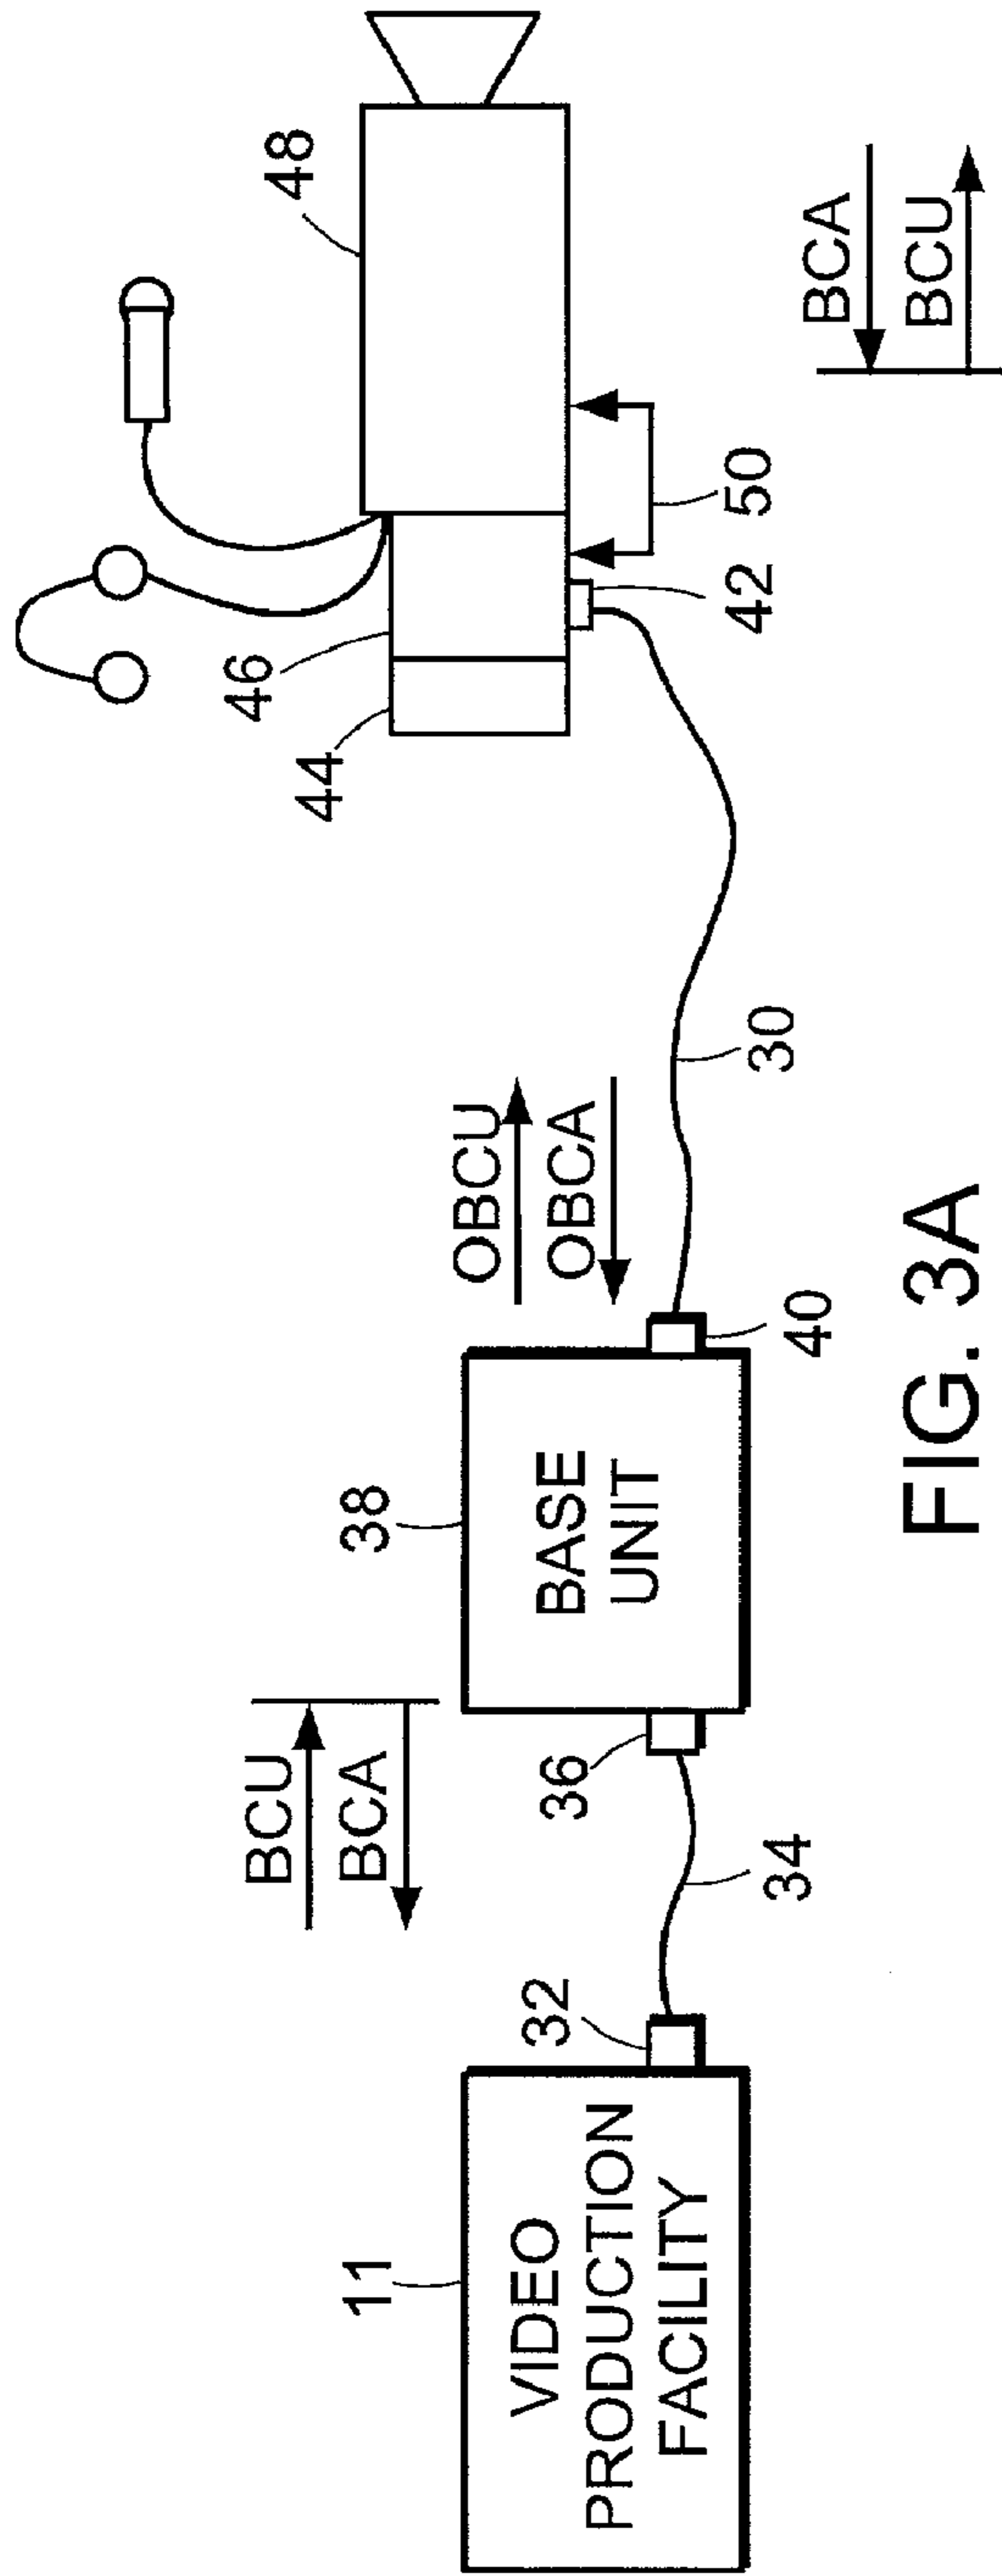 11
VIDEO
PRODUCTION
FACILITY
32
34
BCU
BCA
36
38
BASE
UNIT
40
OBCU
OBCA
30
44
46
42
50
48
BCA
BCU
FIG. 3A